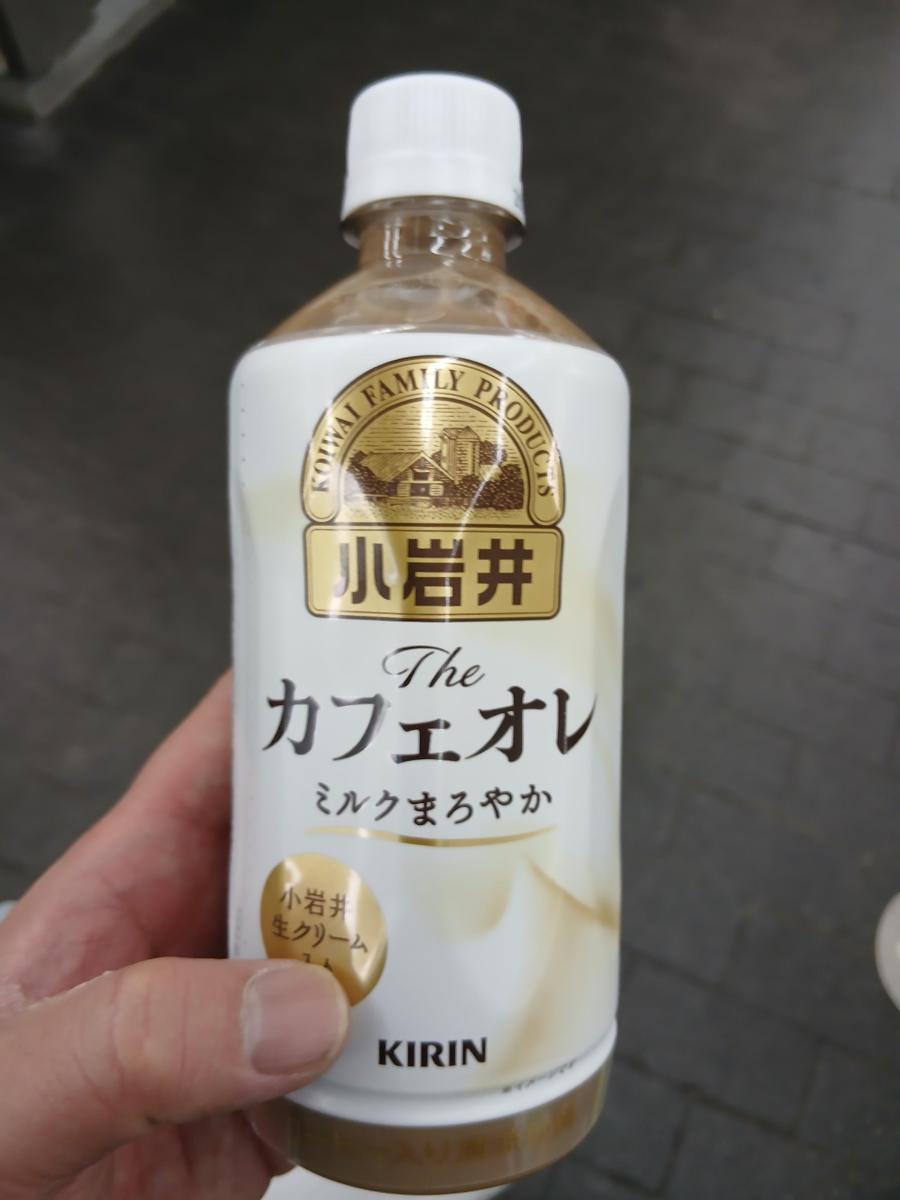 KOIWAI FAMILY PRODUCTS
小岩井
The
カフェオレ
ミルクまろやか
小岩井
生クリーム
KIRIN